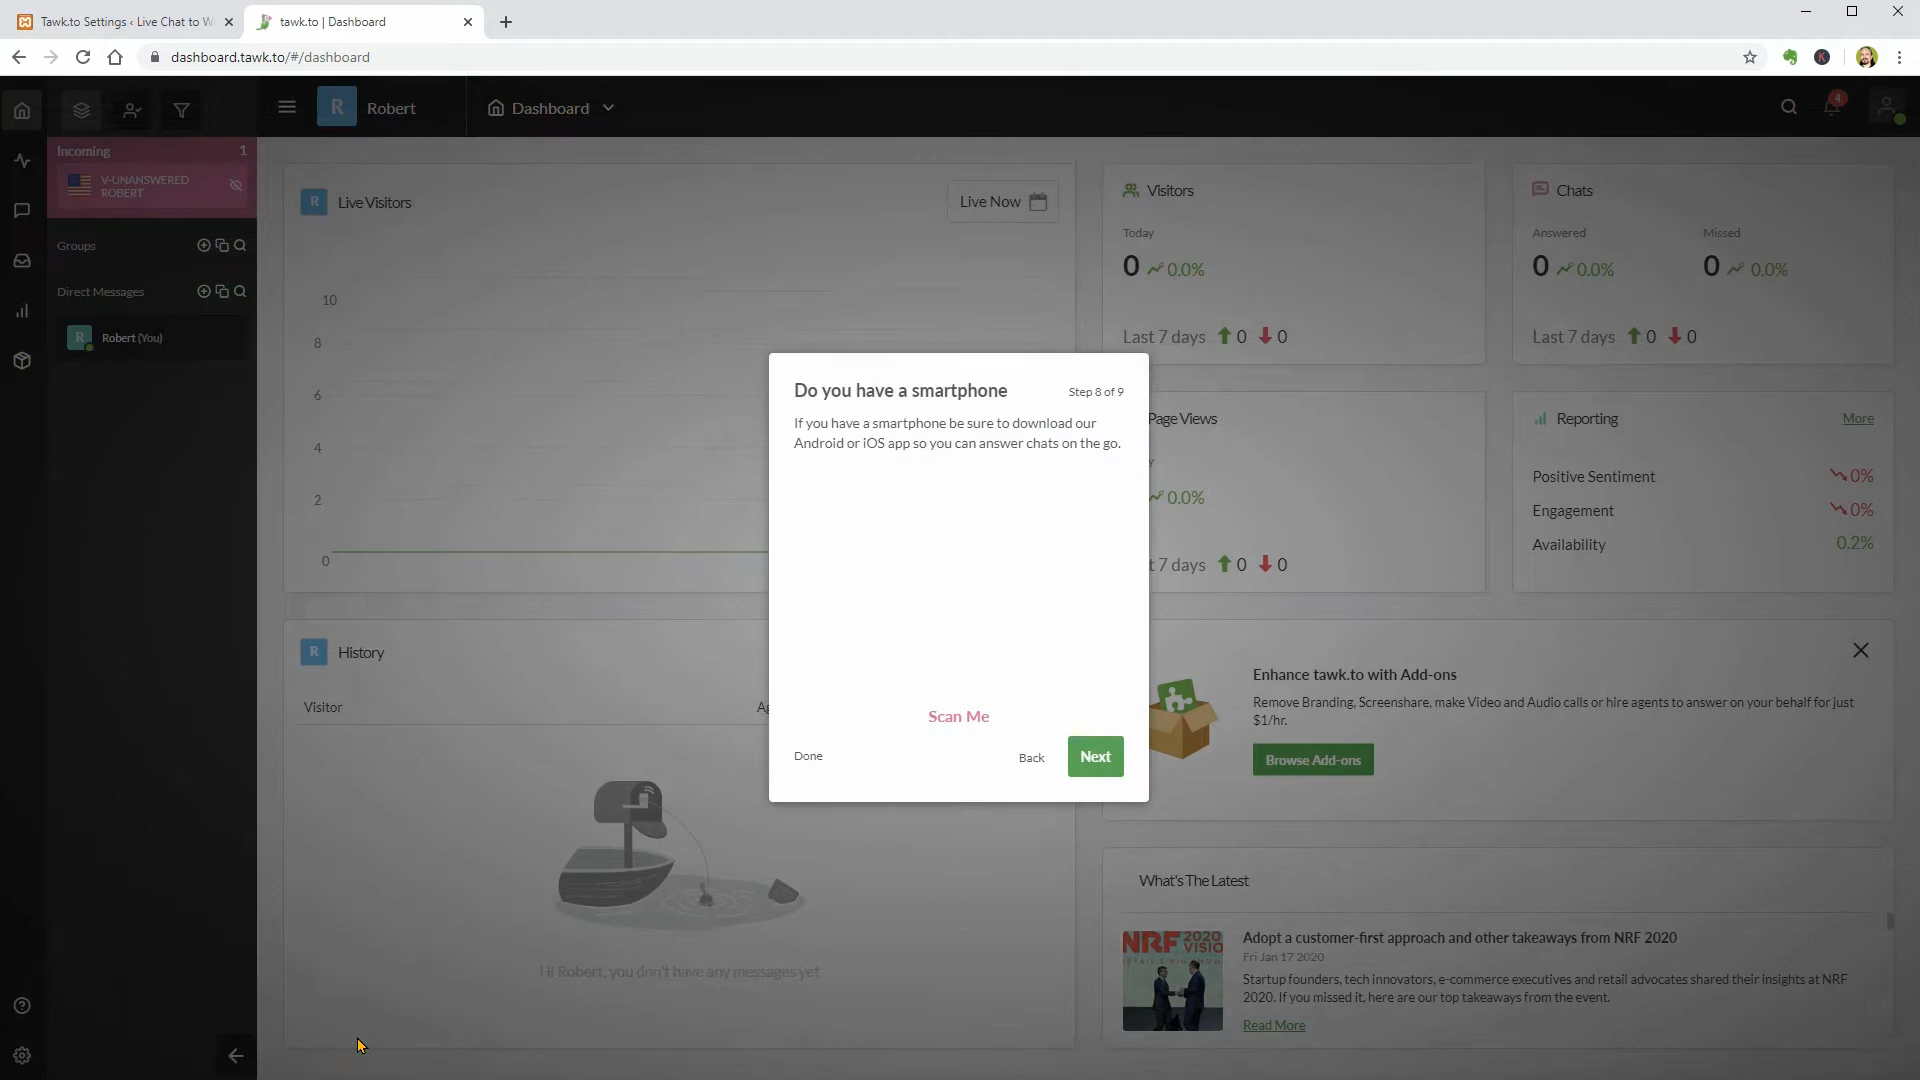 Tawk.to Settings ‹ Live Chat to W
tawk.to | Dashboard
dashboard.tawk.to/#/dashboard
K
R
Robert
Dashboard
4
Incoming
1
V-UNANSWERED
ROBERT
Groups
Direct Messages
R
Robert (You)
R
Live Visitors
Live Now
10
8
6
4
2
0
Visitors
Today
0
0.0%
Last 7 days
0
0
Chats
Answered
Missed
0
0.0%
0
0.0%
Last 7 days
0
0
Page Views
0.0%
t 7 days
0
0
Reporting
More
Positive Sentiment
0%
Engagement
0%
Availability
0.2%
Do you have a smartphone
Step 8 of 9
If you have a smartphone be sure to download our
Android or iOS app so you can answer chats on the go.
Scan Me
Done
Back
Next
R
History
Visitor
Hi Robert, you don't have any messages yet
Enhance tawk.to with Add-ons
Remove Branding, Screenshare, make Video and Audio calls or hire agents to answer on your behalf for just
$1/hr.
Browse Add-ons
What's The Latest
NRF 2020
VISIO
Adopt a customer-first approach and other takeaways from NRF 2020
Fri Jan 17 2020
Startup founders, tech innovators, e-commerce executives and retail advocates shared their insights at NRF
2020. If you missed it, here are our top takeaways from the event.
Read More